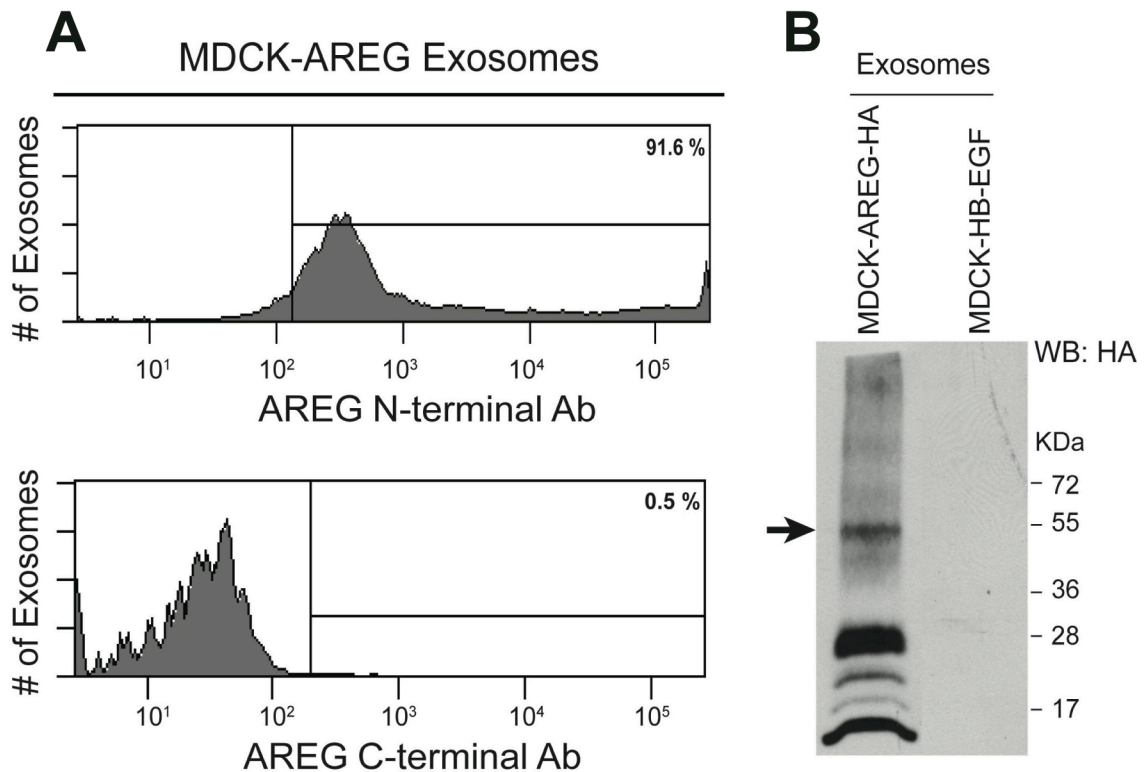 A
MDCK-AREG Exosomes
# of Exosomes
91.6 %
10¹ 10² 10³ 10⁴ 10⁵
AREG N-terminal Ab
# of Exosomes
0.5 %
10¹ 10² 10³ 10⁴ 10⁵
AREG C-terminal Ab
B
Exosomes
MDCK-AREG-HA
MDCK-HB-EGF
WB: HA
KDa
72
55
36
28
17